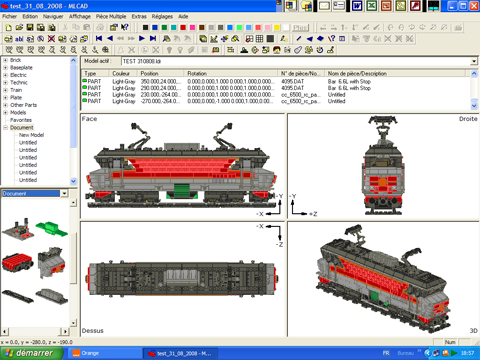 test_31_08_2008 - MLCAD
Démarrer Naviguer Affichage Pièce Multiple Extras Réglages Aide
Brick
Baseplate
Electric
Technic
Train
Plate
Other Parts
Models
Favorites
Document
New Model
Untitled
Untitled
Untitled
Untitled
Untitled
Untitled
Document
Model actif : TEST 310808.ldr
Type Couleur Position Rotation N° de pièce/No... Nom de pièce/Description
PART Light-Gray 350.000,24.000,... 0.000,0.000,1.000 0.000,1.000,0.000... 4095.DAT Bar 6.6L with Stop
PART Light-Gray 350.000,24.000,... 0.000,0.000,1.000 0.000,1.000,0.000... 4095.DAT Bar 6.6L with Stop
PART Light-Gray 230.000,-264.00... 0.000,0.000,1.000 0.000,1.000,0.000... cc_6500_rc_pa... Untitled
PART Light-Gray -270.000,-264.0... 0.000,0.000,-1.000 0.000,1.000,0.000... cc_6500_rc_pa... Untitled
Face
Droite
-Y
-X
-Y
+Z
-X
-Z
Dessus
3D
x = 0.0, y = -280.0, z = -190.0
Num
démarrer
Orange
test_31_08_2008 - M...
FR
Bureau
18:57